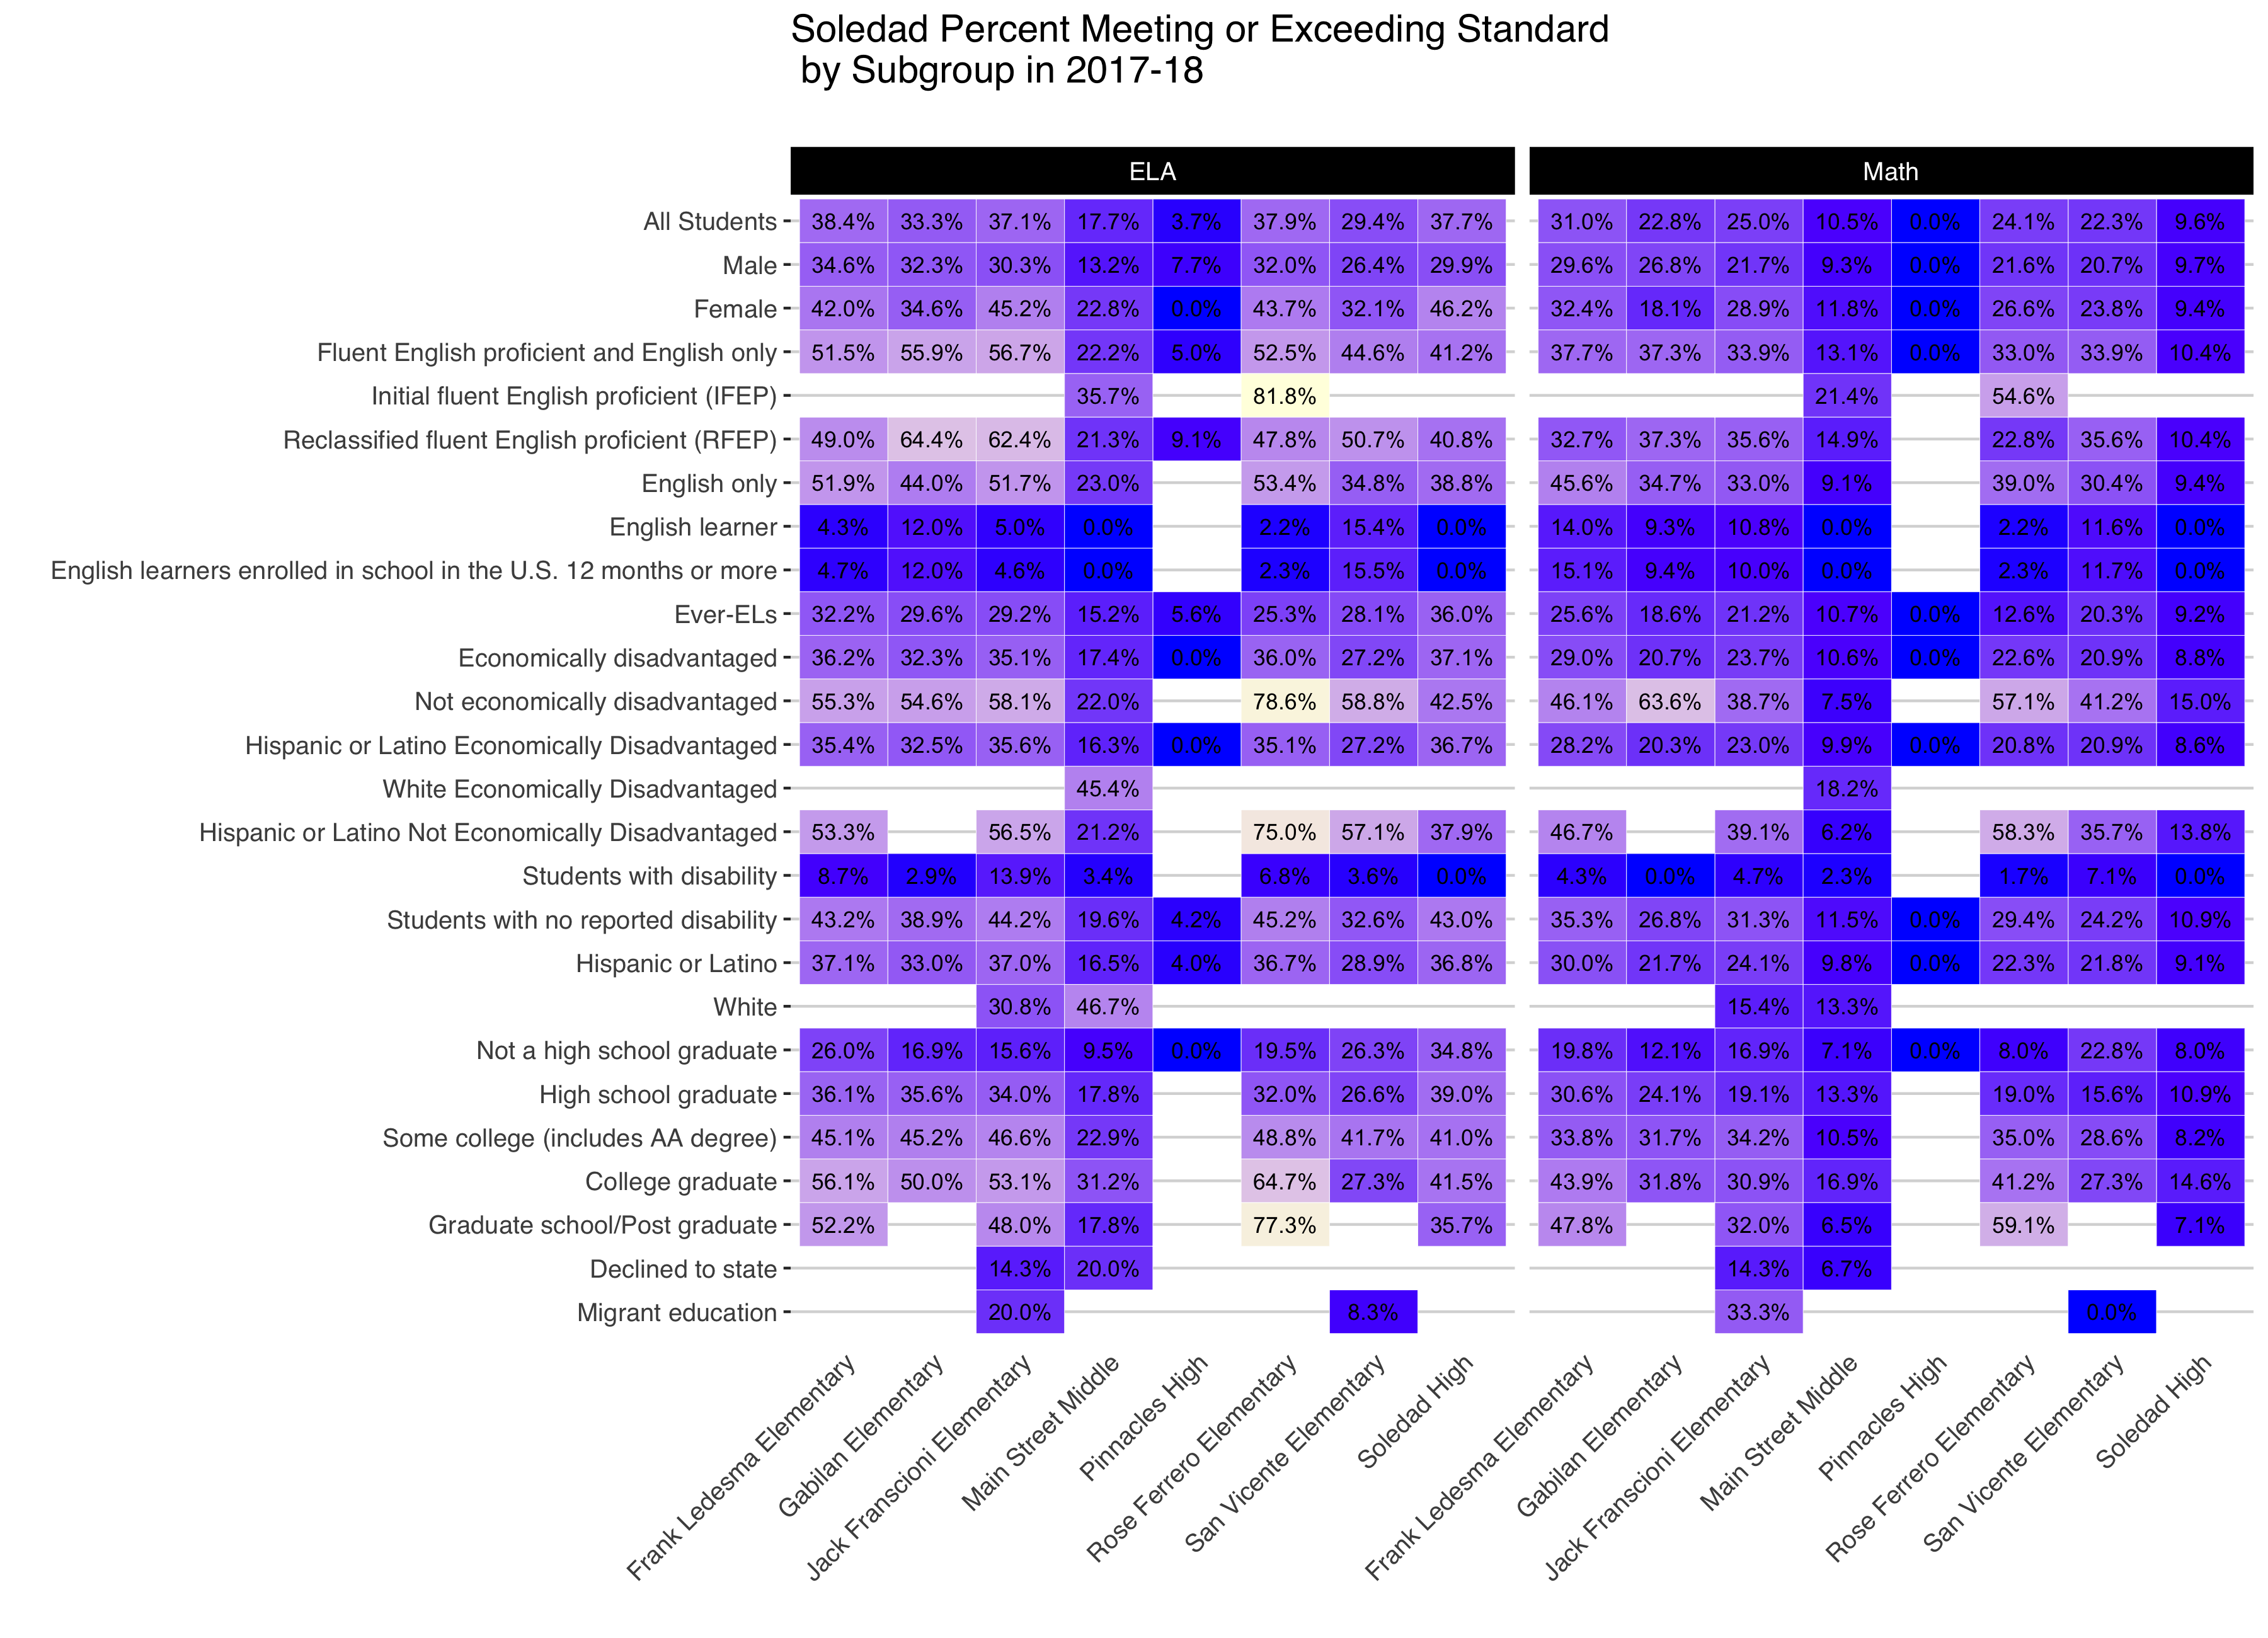 Soledad Percent Meeting or Exceeding Standard
by Subgroup in 2017-18
ELA Math
All Students 38.4% 33.3% 37.1% 17.7% 3.7% 37.9% 29.4% 37.7% 31.0% 22.8% 25.0% 10.5% 0.0% 24.1% 22.3% 9.6%
Male 34.6% 32.3% 30.3% 13.2% 7.7% 32.0% 26.4% 29.9% 29.6% 26.8% 21.7% 9.3% 0.0% 21.6% 20.7% 9.7%
Female 42.0% 34.6% 45.2% 22.8% 0.0% 43.7% 32.1% 46.2% 32.4% 18.1% 28.9% 11.8% 0.0% 26.6% 23.8% 9.4%
Fluent English proficient and English only 51.5% 55.9% 56.7% 22.2% 5.0% 52.5% 44.6% 41.2% 37.7% 37.3% 33.9% 13.1% 0.0% 33.0% 33.9% 10.4%
Initial fluent English proficient (IFEP) 35.7% 81.8% 21.4% 54.6%
Reclassified fluent English proficient (RFEP) 49.0% 64.4% 62.4% 21.3% 9.1% 47.8% 50.7% 40.8% 32.7% 37.3% 35.6% 14.9% 22.8% 35.6% 10.4%
English only 51.9% 44.0% 51.7% 23.0% 53.4% 34.8% 38.8% 45.6% 34.7% 33.0% 9.1% 39.0% 30.4% 9.4%
English learner 4.3% 12.0% 5.0% 0.0% 2.2% 15.4% 0.0% 14.0% 9.3% 10.8% 0.0% 2.2% 11.6% 0.0%
English learners enrolled in school in the U.S. 12 months or more 4.7% 12.0% 4.6% 0.0% 2.3% 15.5% 0.0% 15.1% 9.4% 10.0% 0.0% 2.3% 11.7% 0.0%
Ever-ELs 32.2% 29.6% 29.2% 15.2% 5.6% 25.3% 28.1% 36.0% 25.6% 18.6% 21.2% 10.7% 0.0% 12.6% 20.3% 9.2%
Economically disadvantaged 36.2% 32.3% 35.1% 17.4% 0.0% 36.0% 27.2% 37.1% 29.0% 20.7% 23.7% 10.6% 0.0% 22.6% 20.9% 8.8%
Not economically disadvantaged 55.3% 54.6% 58.1% 22.0% 78.6% 58.8% 42.5% 46.1% 63.6% 38.7% 7.5% 57.1% 41.2% 15.0%
Hispanic or Latino Economically Disadvantaged 35.4% 32.5% 35.6% 16.3% 0.0% 35.1% 27.2% 36.7% 28.2% 20.3% 23.0% 9.9% 0.0% 20.8% 20.9% 8.6%
White Economically Disadvantaged 45.4% 18.2%
Hispanic or Latino Not Economically Disadvantaged 53.3% 56.5% 21.2% 75.0% 57.1% 37.9% 46.7% 39.1% 6.2% 58.3% 35.7% 13.8%
Students with disability 8.7% 2.9% 13.9% 3.4% 6.8% 3.6% 0.0% 4.3% 0.0% 4.7% 2.3% 1.7% 7.1% 0.0%
Students with no reported disability 43.2% 38.9% 44.2% 19.6% 4.2% 45.2% 32.6% 43.0% 35.3% 26.8% 31.3% 11.5% 0.0% 29.4% 24.2% 10.9%
Hispanic or Latino 37.1% 33.0% 37.0% 16.5% 4.0% 36.7% 28.9% 36.8% 30.0% 21.7% 24.1% 9.8% 0.0% 22.3% 21.8% 9.1%
White 30.8% 46.7% 15.4% 13.3%
Not a high school graduate 26.0% 16.9% 15.6% 9.5% 0.0% 19.5% 26.3% 34.8% 19.8% 12.1% 16.9% 7.1% 0.0% 8.0% 22.8% 8.0%
High school graduate 36.1% 35.6% 34.0% 17.8% 32.0% 26.6% 39.0% 30.6% 24.1% 19.1% 13.3% 19.0% 15.6% 10.9%
Some college (includes AA degree) 45.1% 45.2% 46.6% 22.9% 48.8% 41.7% 41.0% 33.8% 31.7% 34.2% 10.5% 35.0% 28.6% 8.2%
College graduate 56.1% 50.0% 53.1% 31.2% 64.7% 27.3% 41.5% 43.9% 31.8% 30.9% 16.9% 41.2% 27.3% 14.6%
Graduate school/Post graduate 52.2% 48.0% 17.8% 77.3% 35.7% 47.8% 32.0% 6.5% 59.1% 7.1%
Declined to state 14.3% 20.0% 14.3% 6.7%
Migrant education 20.0% 8.3% 33.3% 0.0%
Frank Ledesma Elementary
Gabilan Elementary
Jack Franscioni Elementary
Main Street Middle
Pinnacles High
Rose Ferrero Elementary
San Vicente Elementary
Soledad High
Frank Ledesma Elementary
Gabilan Elementary
Jack Franscioni Elementary
Main Street Middle
Pinnacles High
Rose Ferrero Elementary
San Vicente Elementary
Soledad High